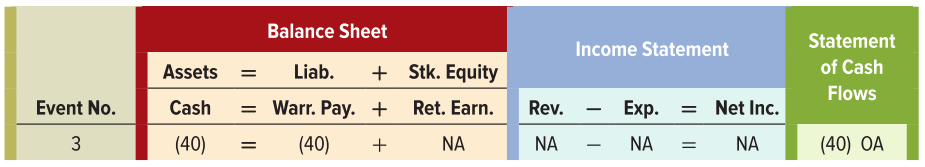 Balance Sheet
Income Statement
Statement
of Cash
Flows
Assets = Liab. + Stk. Equity
Event No. Cash = Warr. Pay. + Ret. Earn. Rev. − Exp. = Net Inc.
3 (40) = (40) + NA NA − NA = NA (40) OA